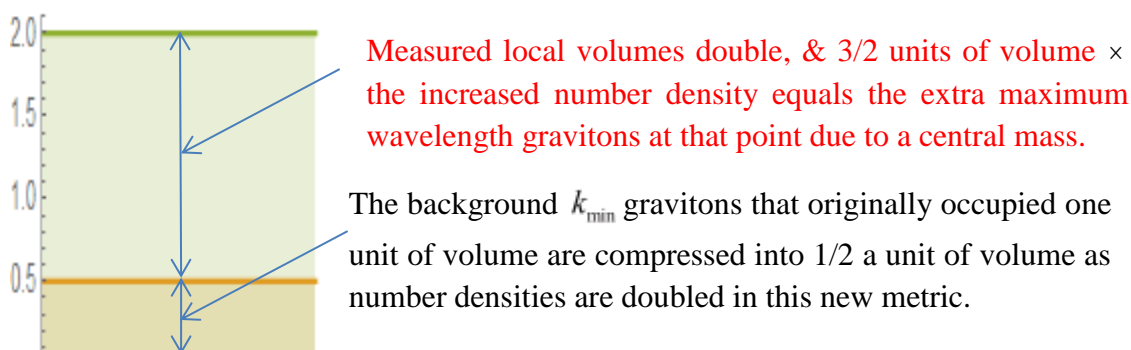 2.0
Measured local volumes double, & 3/2 units of volume ×
the increased number density equals the extra maximum
wavelength gravitons at that point due to a central mass.
1.5
1.0
The background k_min gravitons that originally occupied one
unit of volume are compressed into 1/2 a unit of volume as
number densities are doubled in this new metric.
0.5